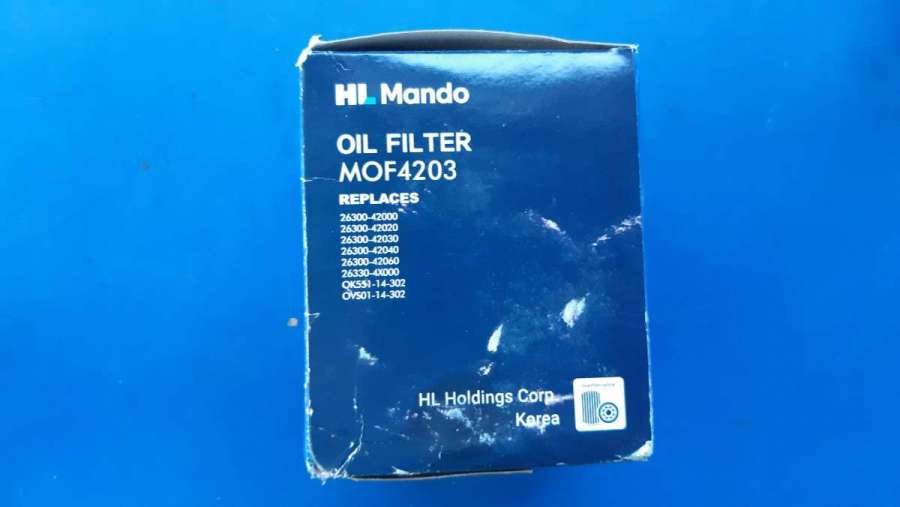 HL Mando
OIL FILTER
MOF4203
REPLACES
26300-42000
26300-42020
26300-42030
26300-42040
26300-42060
26330-4X000
OK551-14-302
OVS01-14-302
HL Holdings Corp.
Korea